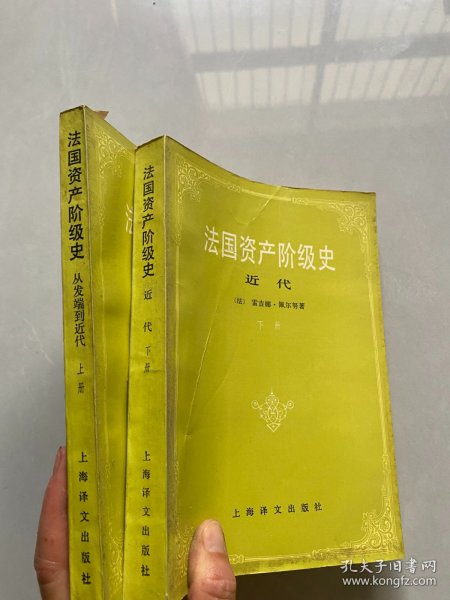 法国资产阶级史
从发端到近代
上册
上海译文出版社
法国资产阶级史
近代
下册
上海译文出版社
法国资产阶级史
近代
（法） 雷吉娜·佩尔努著
下册
上海译文出版社
孔夫子旧书网
www.kongfz.com